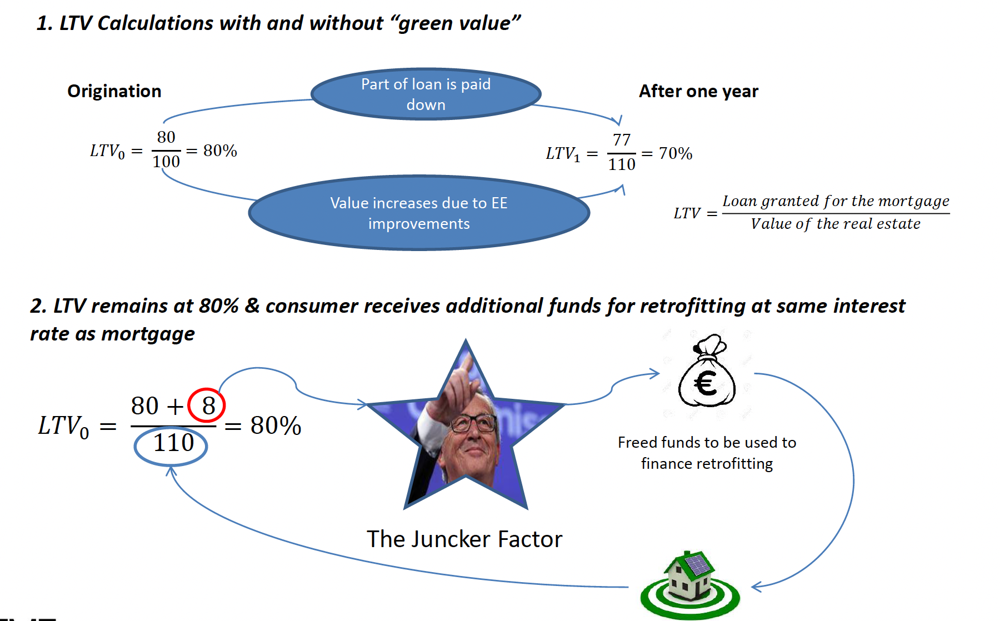 1. LTV Calculations with and without “green value”
Origination
Part of loan is paid
down
After one year
LTV₀ = 80/100 = 80%
LTV₁ = 77/110 = 70%
Value increases due to EE
improvements
LTV = Loan granted for the mortgage / Value of the real estate
2. LTV remains at 80% & consumer receives additional funds for retrofitting at same interest
rate as mortgage
LTV₀ = 80 + 8 / 110 = 80%
€
Freed funds to be used to
finance retrofitting
The Juncker Factor